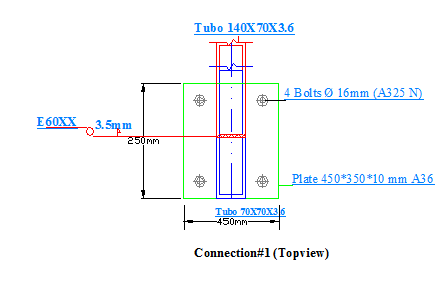 Tubo 140X70X3.6
4 Bolts Ø 16mm (A325 N)
E60XX
3.5mm
250mm
Plate 450*350*10 mm A36
Tubo 70X70X3.6
450mm
Connection#1 (Topview)